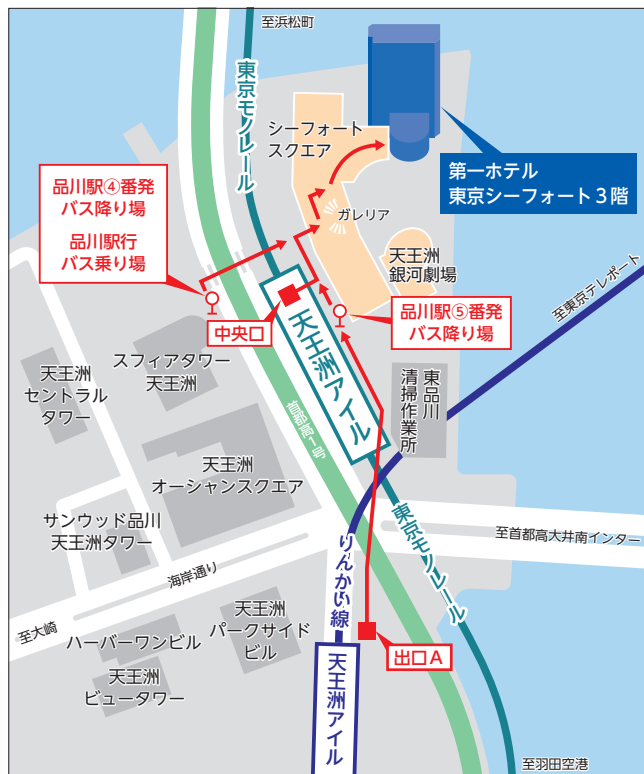 至浜松町
東京モノレール
シーフォート
スクエア
第一ホテル
東京シーフォート3階
品川駅④番発
バス降り場
品川駅行
バス乗り場
ガレリア
天王洲
銀河劇場
至東京テレポート
中央口
品川駅⑤番発
バス降り場
天王洲アイル
東品川
清掃作業所
スフィアタワー
天王洲
天王洲
セントラル
タワー
首都高1号
天王洲
オーシャンスクエア
サンウッド品川
天王洲タワー
海岸通り
至大崎
東京モノレール
至首都高大井南インター
りんかい線
天王洲
パークサイド
ビル
ハーバーワンビル
天王洲
ビュータワー
出口A
天王洲アイル
至羽田空港